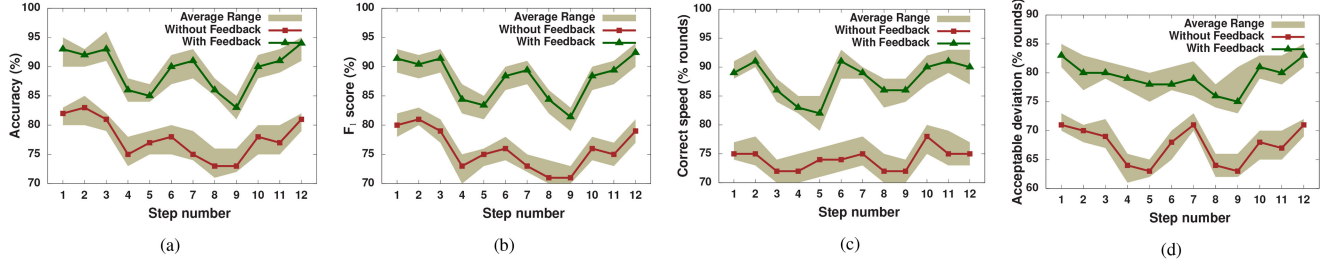 Average Range
Without Feedback
With Feedback
100
95
90
85
80
75
70
Accuracy (%)
1 2 3 4 5 6 7 8 9 10 11 12
Step number
(a)
Average Range
Without Feedback
With Feedback
100
95
90
85
80
75
70
F1 score (%)
1 2 3 4 5 6 7 8 9 10 11 12
Step number
(b)
Average Range
Without Feedback
With Feedback
100
95
90
85
80
75
70
Correct speed (% rounds)
1 2 3 4 5 6 7 8 9 10 11 12
Step number
(c)
Average Range
Without Feedback
With Feedback
90
85
80
75
70
65
60
Acceptable deviation (% rounds)
1 2 3 4 5 6 7 8 9 10 11 12
Step number
(d)